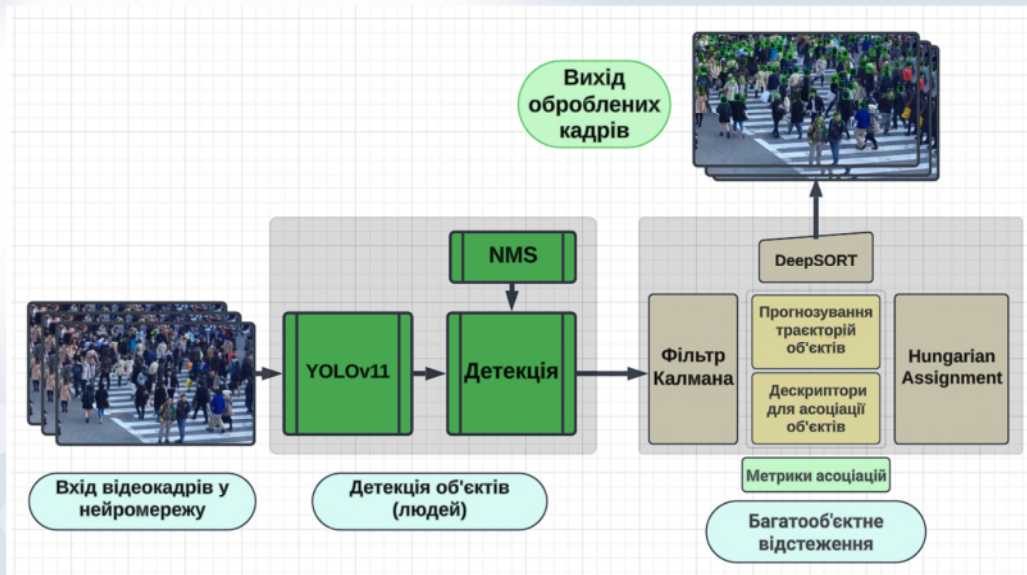 Вихід
оброблених
кадрів
NMS
YOLOv11
Детекція
DeepSORT
Фільтр
Калмана
Прогнозування
траєкторій
об'єктів
Дескриптори
для асоціації
об'єктів
Hungarian
Assignment
Метрики асоціацій
Вхід відеокадрів у
нейромережу
Детекція об'єктів
(людей)
Багатооб'єктне
відстеження